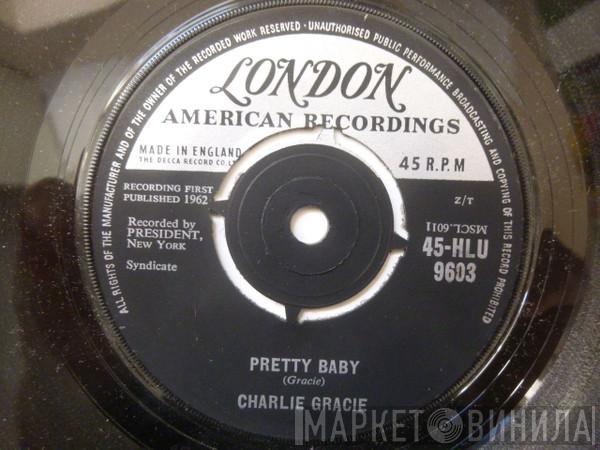 ALL RIGHTS OF THE MANUFACTURER AND OF THE OWNER OF THE RECORDED WORK RESERVED · UNAUTHORISED PUBLIC PERFORMANCE BROADCASTING AND COPYING OF THIS RECORD PROHIBITED
LONDON
AMERICAN RECORDINGS
MADE IN ENGLAND
THE DECCA RECORD CO. LTD
45 R.P.M
RECORDING FIRST
PUBLISHED 1962
Z/T
Recorded by
PRESIDENT,
New York
MSCL.6011
45-HLU
9603
Syndicate
PRETTY BABY
(Gracie)
CHARLIE GRACIE
МАРКЕТ ВИНИЛА